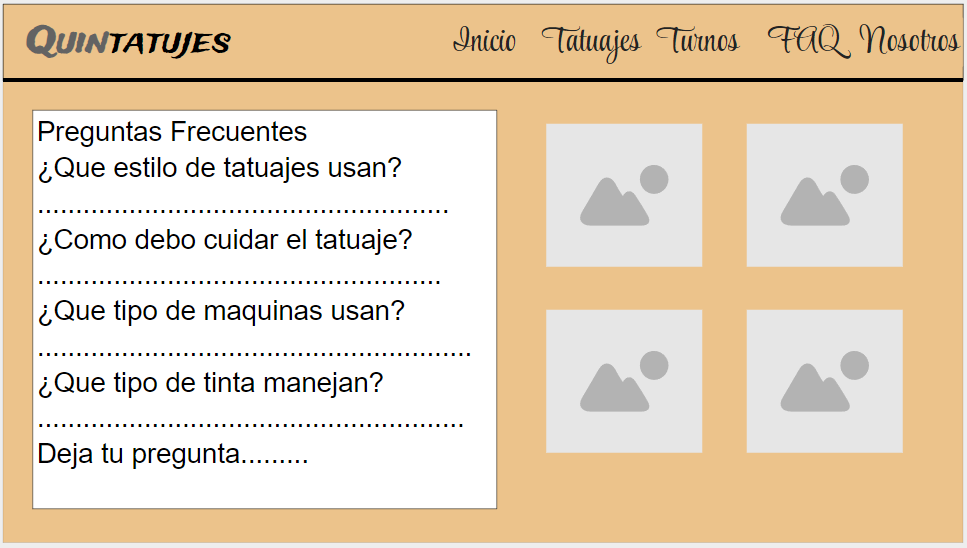 QUINTATUJES
Inicio Tatuajes Turnos FAQ Nosotros
Preguntas Frecuentes
¿Que estilo de tatuajes usan?
......................................................
¿Como debo cuidar el tatuaje?
.....................................................
¿Que tipo de maquinas usan?
.........................................................
¿Que tipo de tinta manejan?
........................................................
Deja tu pregunta.........